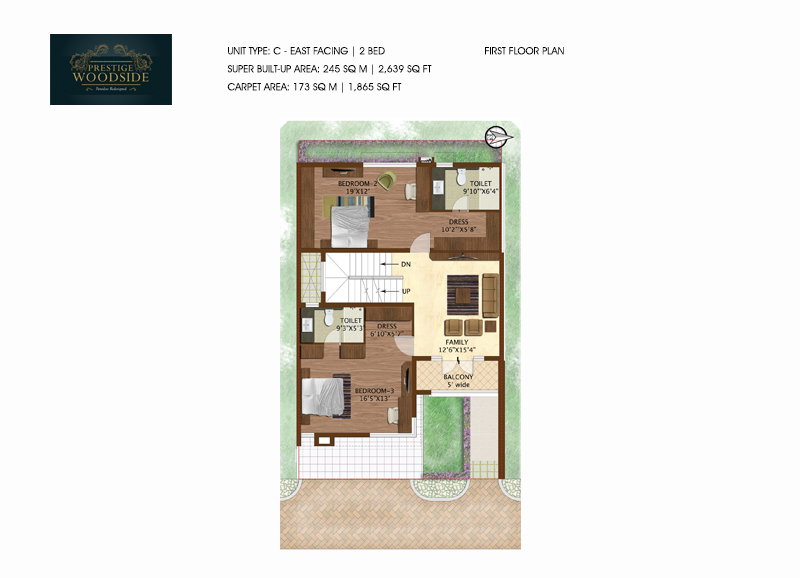 PRESTIGE
WOODSIDE
UNIT TYPE: C - EAST FACING | 2 BED
FIRST FLOOR PLAN
SUPER BUILT-UP AREA: 245 SQ M | 2,639 SQ FT
CARPET AREA: 173 SQ M | 1,865 SQ FT
BEDROOM-2
19'X12'
TOILET
9'10"X6'4"
DRESS
10'2"X5'8"
DN
UP
TOILET
9'3"X5'3"
DRESS
6'10"X5'7"
FAMILY
12'6"X15'4"
BALCONY
5' wide
BEDROOM-3
16'5"X13'